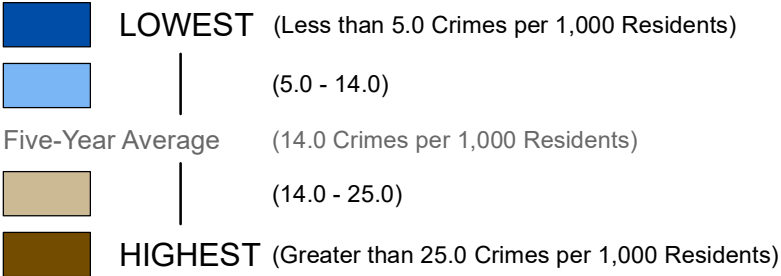 LOWEST (Less than 5.0 Crimes per 1,000 Residents)
(5.0 - 14.0)
Five-Year Average (14.0 Crimes per 1,000 Residents)
(14.0 - 25.0)
HIGHEST (Greater than 25.0 Crimes per 1,000 Residents)